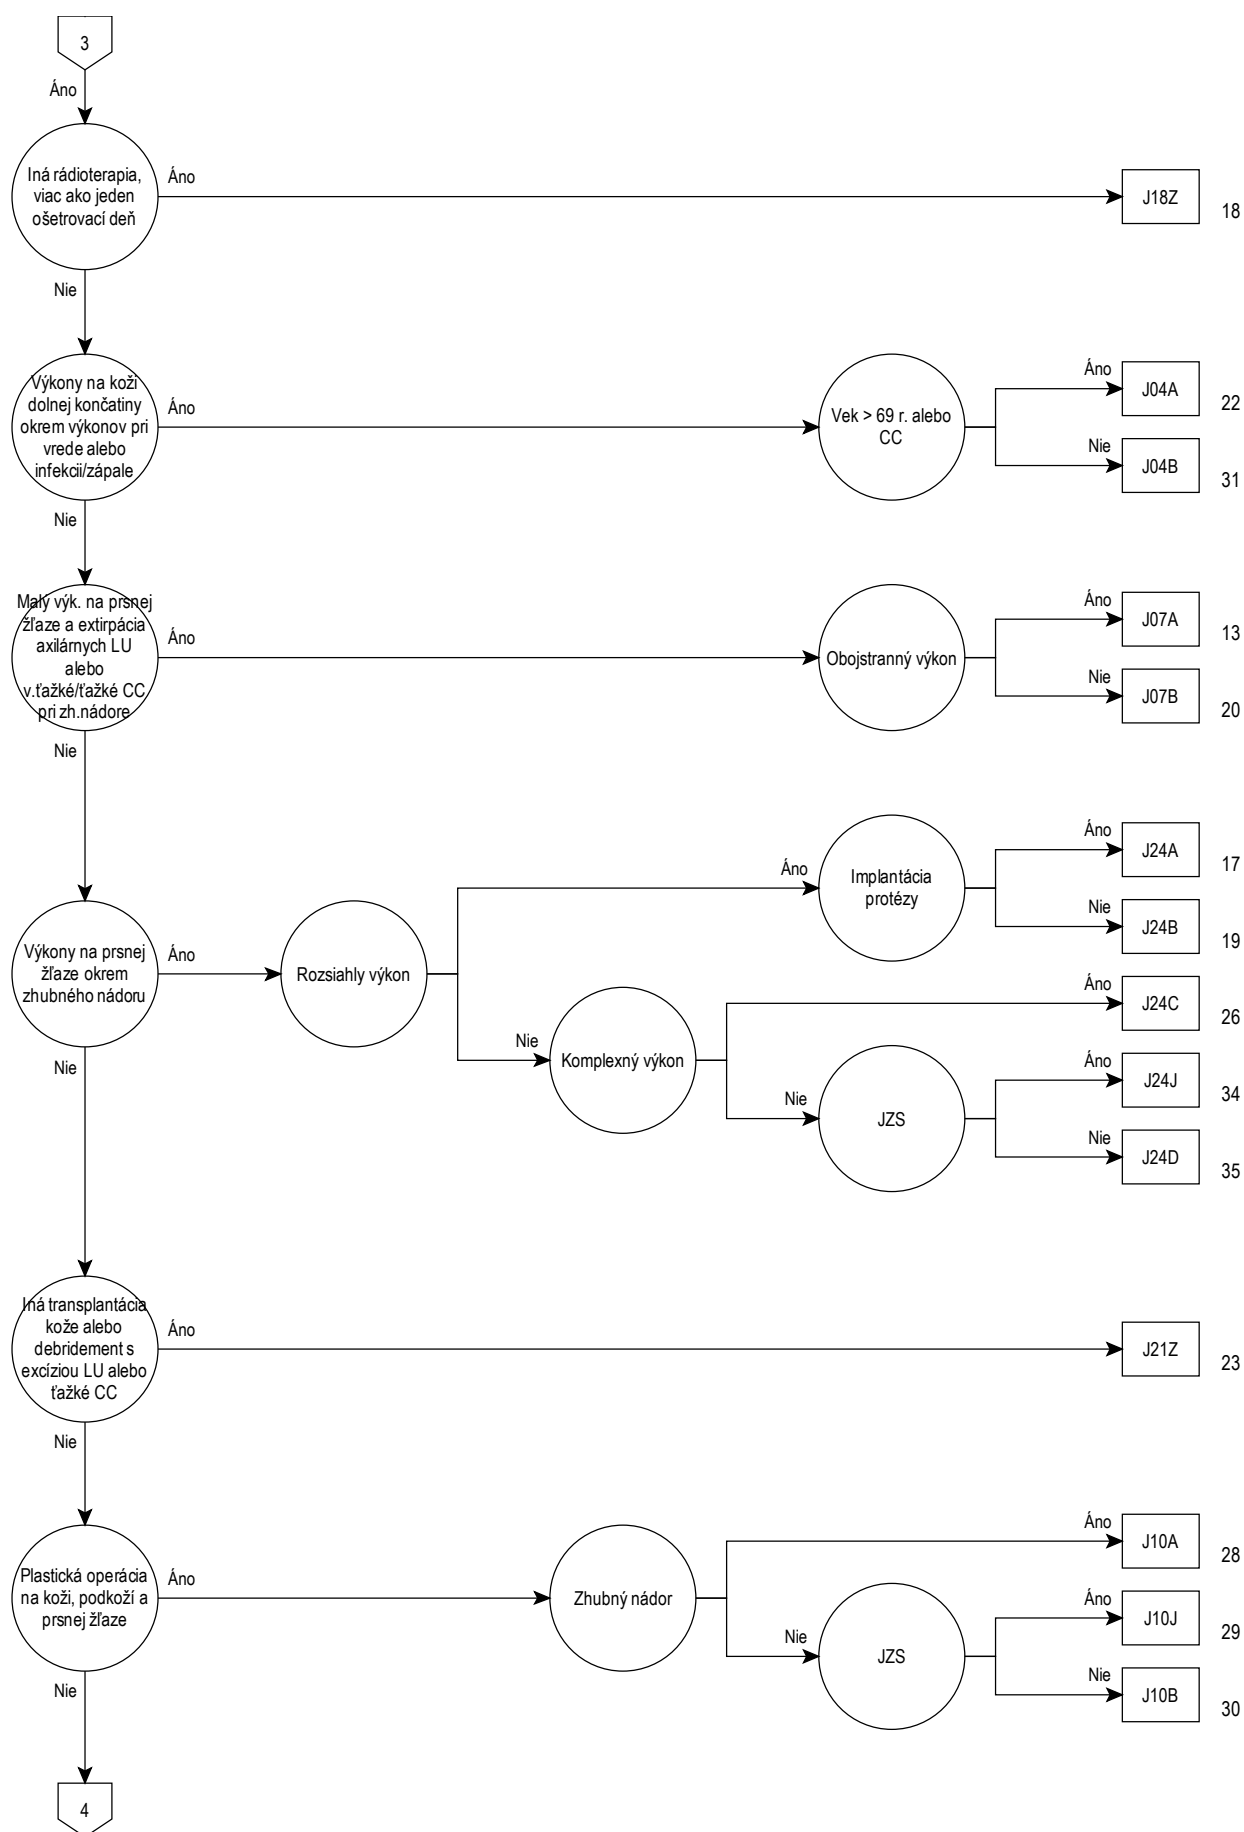 3
Áno
Iná rádioterapia,
viac ako jeden
ošetrovací deň
Áno
J18Z
18
Nie
Výkony na koži
dolnej končatiny
okrem výkonov pri
vrede alebo
infekcii/zápale
Áno
Vek > 69 r. alebo
CC
Áno
J04A
22
Nie
J04B
31
Nie
Malý výk. na prsnej
žľaze a extirpácia
axilárnych LU
alebo
v.ťažké/ťažké CC
pri zh.nádore
Áno
Obojstranný výkon
Áno
J07A
13
Nie
J07B
20
Nie
Výkony na prsnej
žľaze okrem
zhubného nádoru
Áno
Rozsiahly výkon
Áno
Implantácia
protézy
Áno
J24A
17
Nie
J24B
19
Nie
Komplexný výkon
Áno
J24C
26
Nie
JZS
Áno
J24J
34
Nie
J24D
35
Nie
Iná transplantácia
kože alebo
debridement s
excíziou LU alebo
ťažké CC
Áno
J21Z
23
Nie
Plastická operácia
na koži, podkoží a
prsnej žľaze
Áno
Zhubný nádor
Áno
J10A
28
Nie
JZS
Áno
J10J
29
Nie
J10B
30
Nie
4